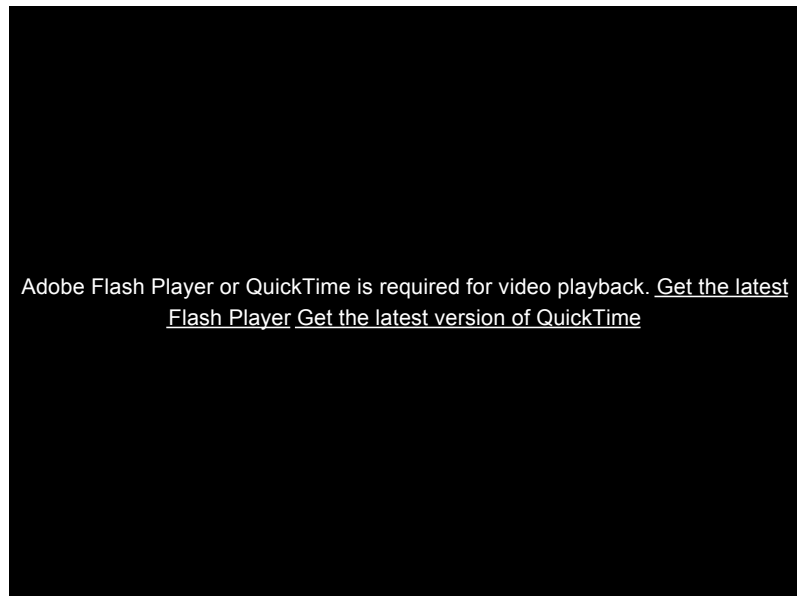 Adobe Flash Player or QuickTime is required for video playback. Get the latest
Flash Player Get the latest version of QuickTime